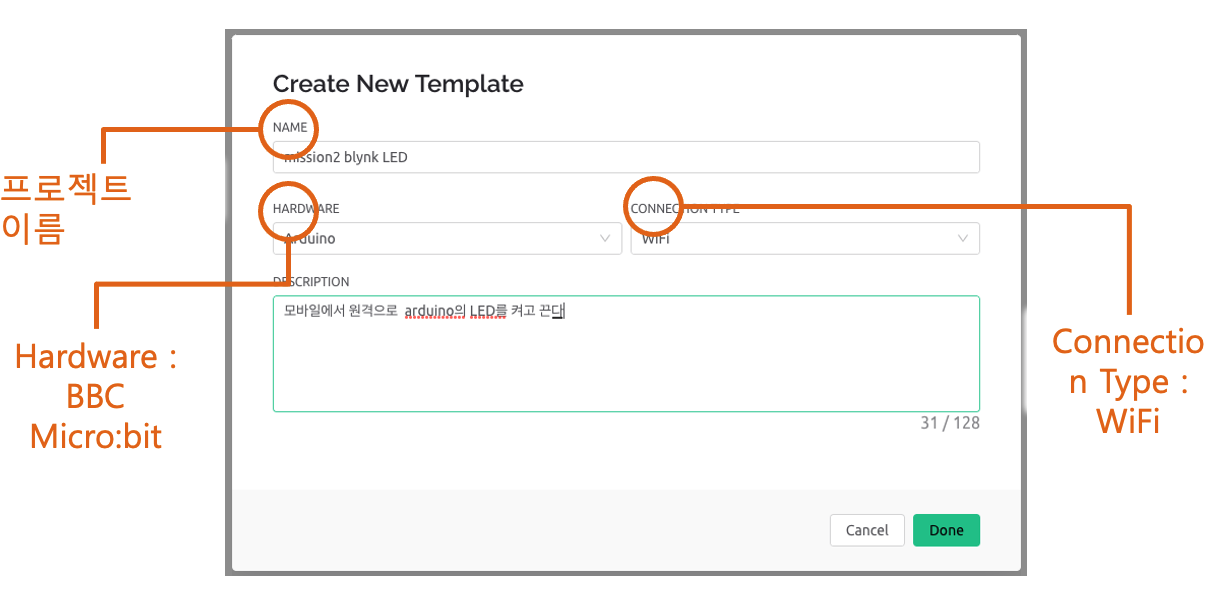 Create New Template
NAME
mission2 blynk LED
프로젝트
이름
HARDWARE
CONNECTION TYPE
Arduino
WiFi
DESCRIPTION
모바일에서 원격으로 arduino의 LED를 켜고 끈다
Hardware :
BBC
Micro:bit
Connectio
n Type :
WiFi
31 / 128
Cancel
Done